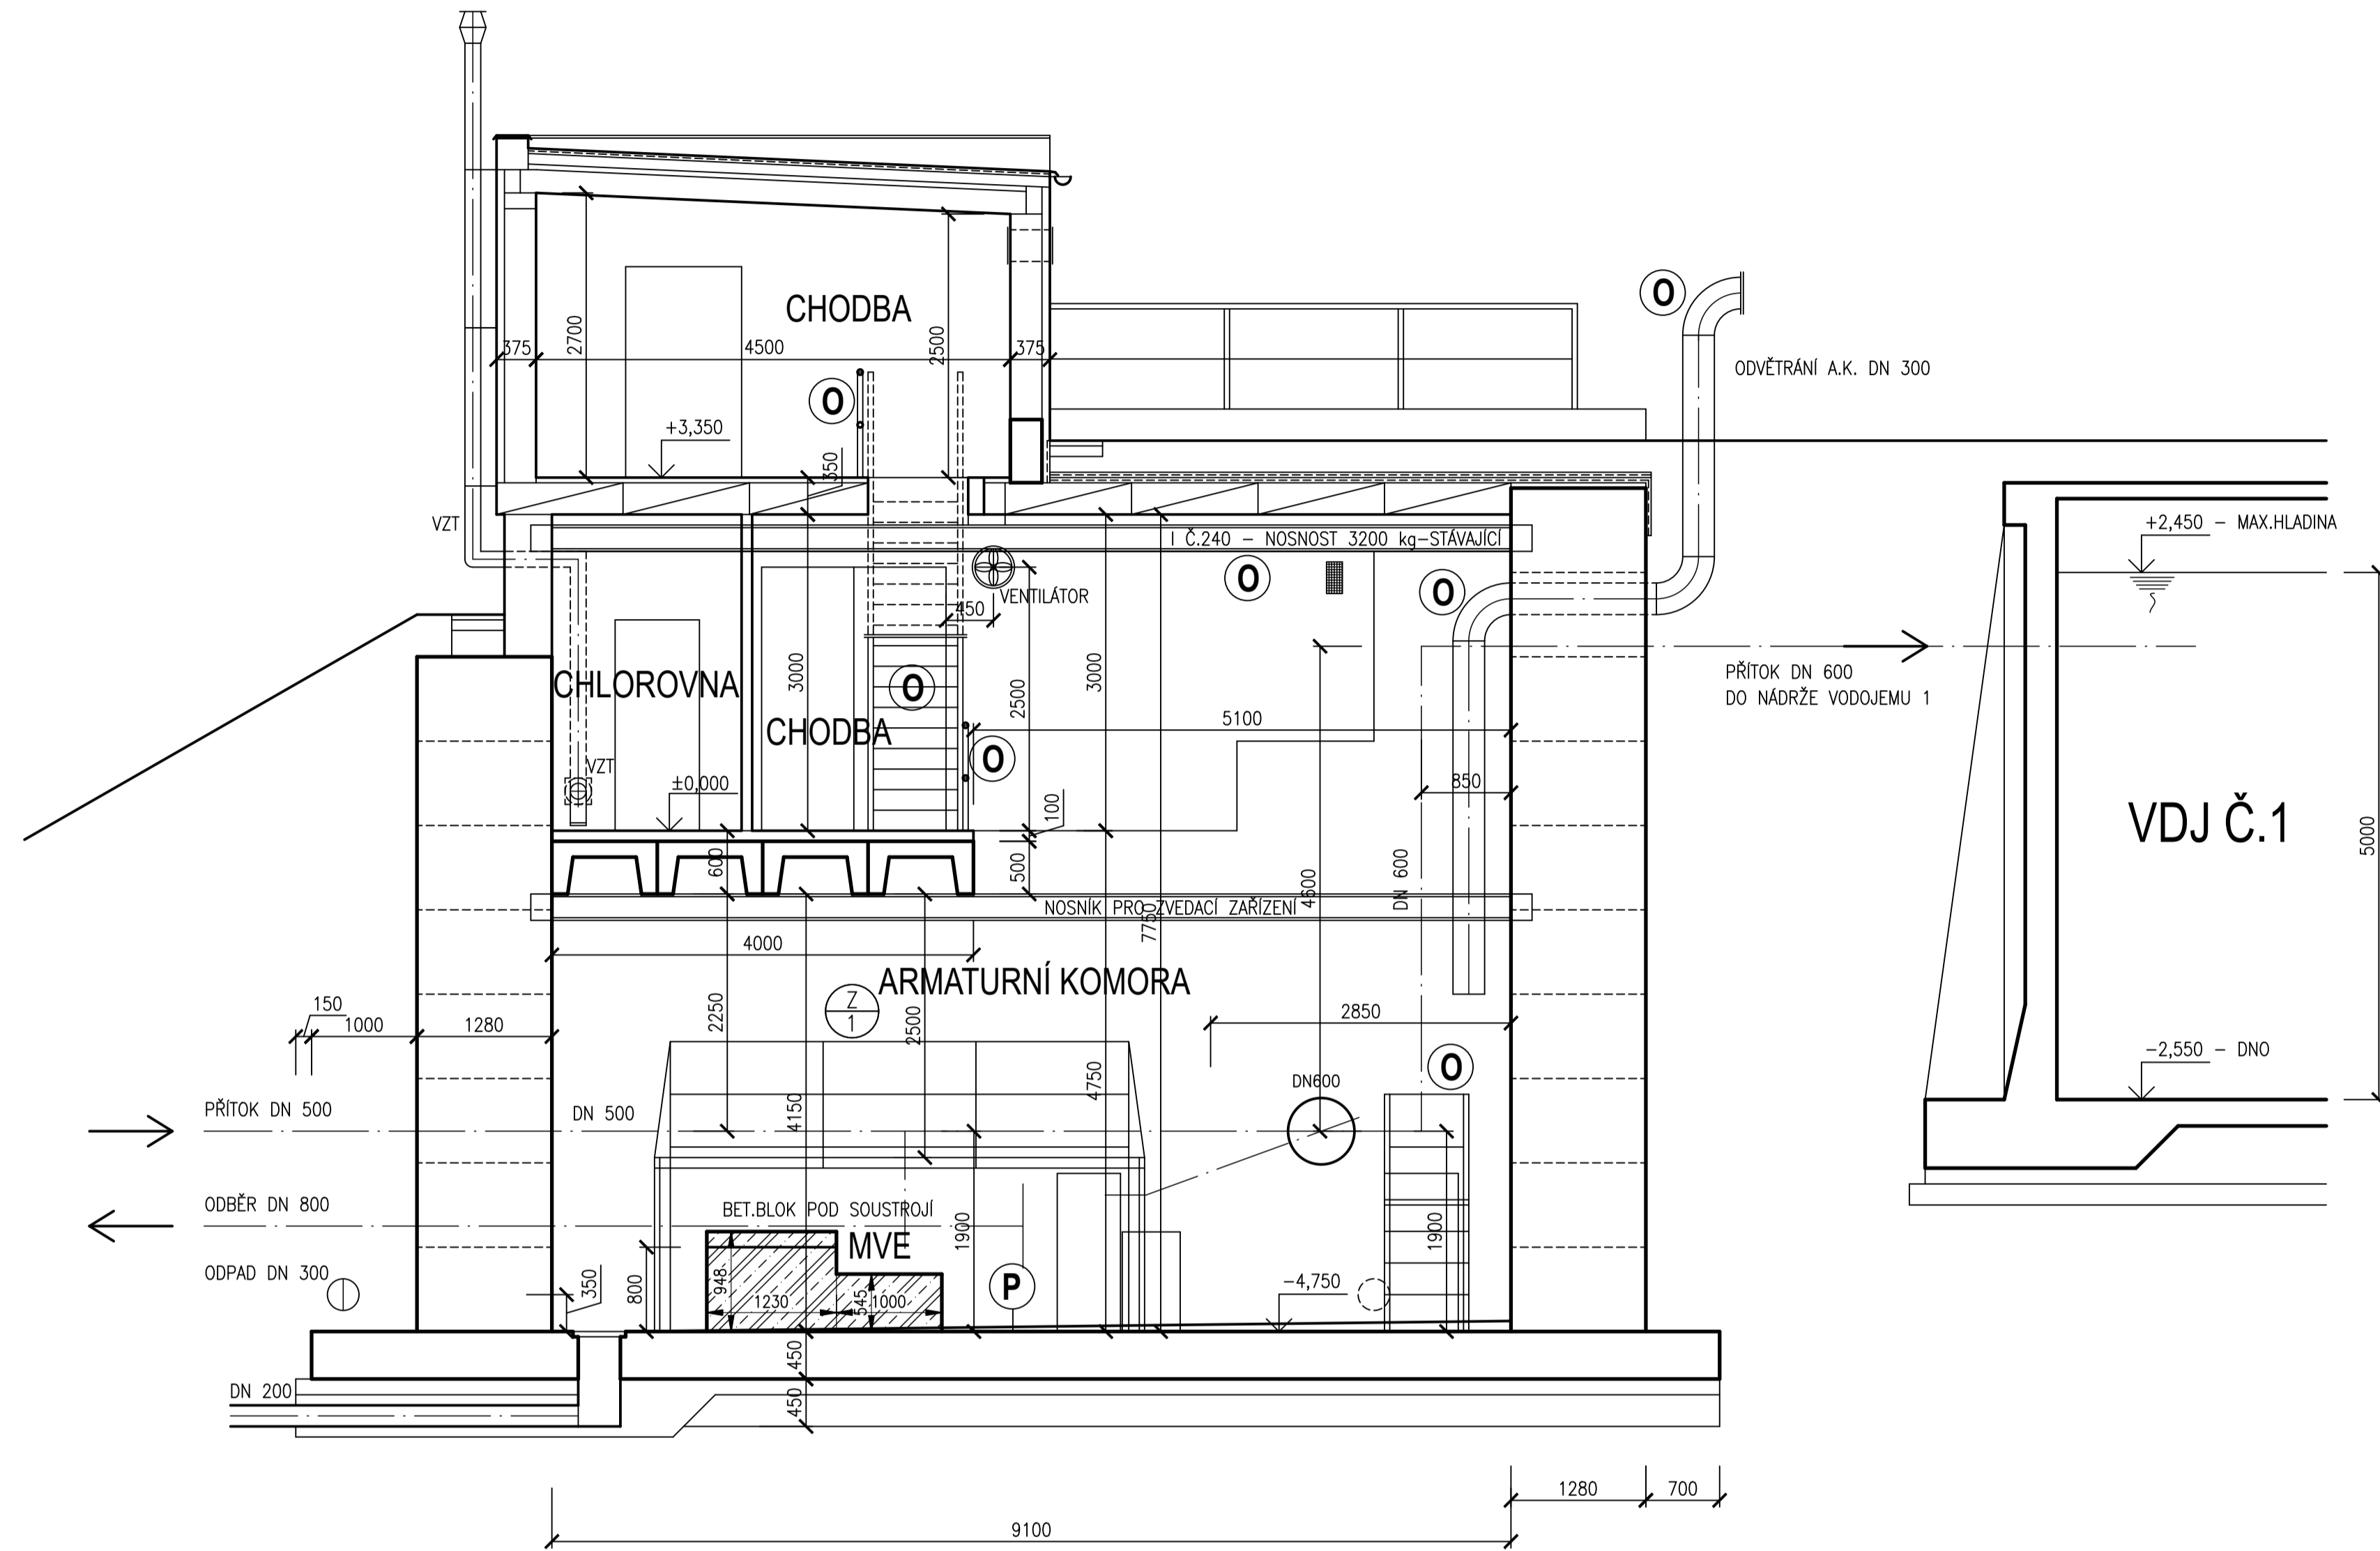 CHODBA
2700
375
4500
2500
375
O
O
ODVĚTRÁNÍ A.K. DN 300
+3,350
350
VZT
I Č.240 – NOSNOST 3200 kg–STÁVAJÍCÍ
+2,450 – MAX.HLADINA
O
O
VENTILÁTOR
450
CHLOROVNA
3000
O
2500
3000
PŘÍTOK DN 600
DO NÁDRŽE VODOJEMU 1
5100
CHODBA
O
VZT
±0,000
850
100
VDJ Č.1
5000
600
500
4600
DN 600
NOSNÍK PRO ZVEDACÍ ZAŘÍZENÍ
7750
4000
ARMATURNÍ KOMORA
Z
1
150
1000
1280
2250
2500
2850
–2,550 – DNO
O
4750
DN600
PŘÍTOK DN 500
DN 500
4150
ODBĚR DN 800
BET.BLOK POD SOUSTROJÍ
MVE
1900
1900
ODPAD DN 300
350
800
948
1230
545
1000
P
–4,750
450
DN 200
450
1280
700
9100